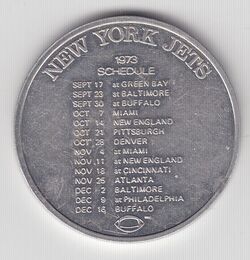 NEW YORK JETS
1973
SCHEDULE
SEPT 17 at GREEN BAY
SEPT 23 at BALTIMORE
SEPT 30 at BUFFALO
OCT 7 MIAMI
OCT 14 NEW ENGLAND
OCT 21 PITTSBURGH
OCT 28 DENVER
NOV 4 at MIAMI
NOV 11 at NEW ENGLAND
NOV 18 at CINCINNATI
NOV 25 ATLANTA
DEC 2 BALTIMORE
DEC 9 at PHILADELPHIA
DEC 16 BUFFALO